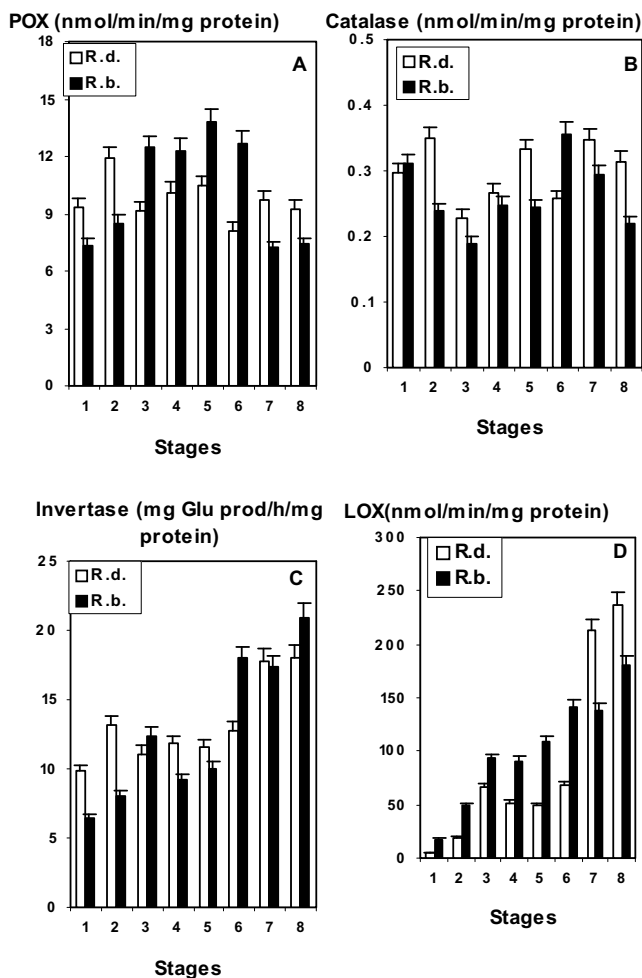 POX (nmol/min/mg protein)
18
15
12
9
6
3
0
R.d.
R.b.
A
1 2 3 4 5 6 7 8
Stages
Catalase (nmol/min/mg protein)
0.5
0.4
0.3
0.2
0.1
0
R.d.
R.b.
B
1 2 3 4 5 6 7 8
Stages
Invertase (mg Glu prod/h/mg
protein)
25
20
15
10
5
0
R.d.
R.b.
C
1 2 3 4 5 6 7 8
Stages
LOX(nmol/min/mg protein)
300
250
200
150
100
50
0
R.d.
R.b.
D
1 2 3 4 5 6 7 8
Stages